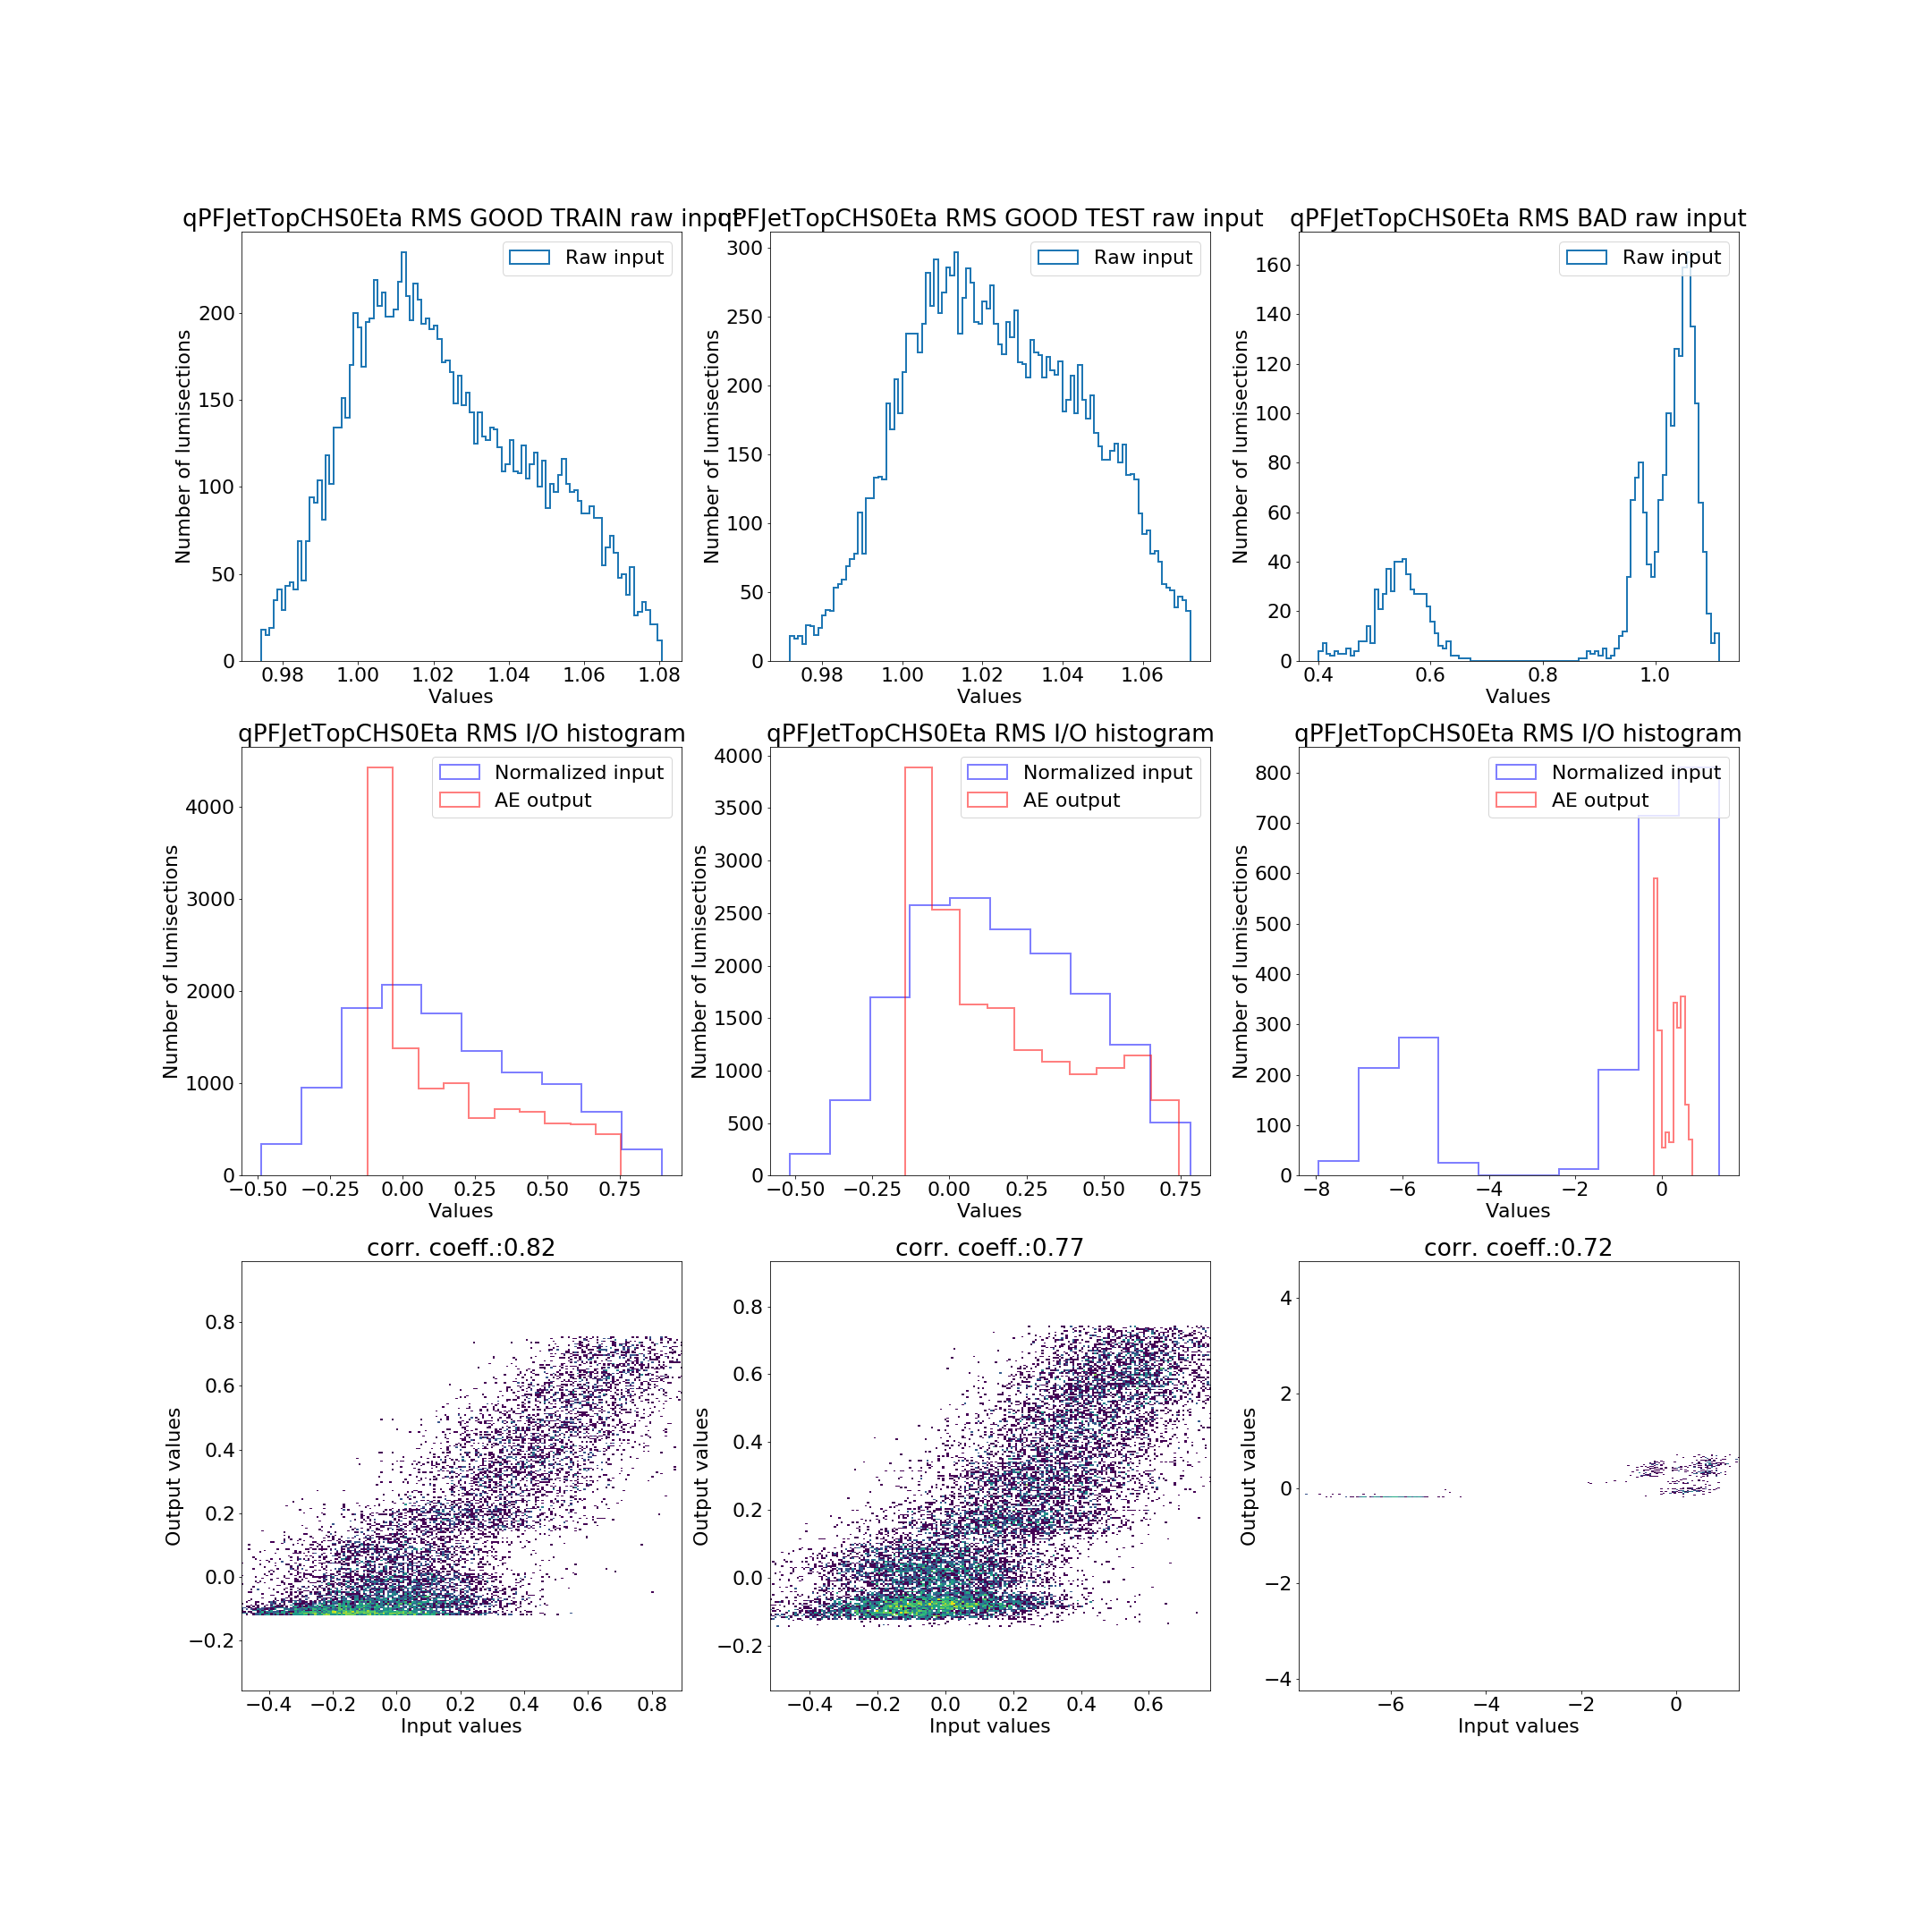 qPFJetTopCHS0Eta RMS GOOD TRAIN raw input
qPFJetTopCHS0Eta RMS GOOD TEST raw input
qPFJetTopCHS0Eta RMS BAD raw input
Raw input
Raw input
Raw input
Number of lumisections
0
50
100
150
200
0.98 1.00 1.02 1.04 1.06 1.08
Values
Number of lumisections
0
50
100
150
200
250
300
0.98 1.00 1.02 1.04 1.06
Values
Number of lumisections
0
20
40
60
80
100
120
140
160
0.4 0.6 0.8 1.0
Values
qPFJetTopCHS0Eta RMS I/O histogram
qPFJetTopCHS0Eta RMS I/O histogram
qPFJetTopCHS0Eta RMS I/O histogram
Normalized input
AE output
Normalized input
AE output
Normalized input
AE output
Number of lumisections
0
1000
2000
3000
4000
−0.50 −0.25 0.00 0.25 0.50 0.75
Values
Number of lumisections
0
500
1000
1500
2000
2500
3000
3500
4000
−0.50 −0.25 0.00 0.25 0.50 0.75
Values
Number of lumisections
0
100
200
300
400
500
600
700
800
−8 −6 −4 −2 0
Values
corr. coeff.:0.82
corr. coeff.:0.77
corr. coeff.:0.72
Output values
−0.2
0.0
0.2
0.4
0.6
0.8
−0.4 −0.2 0.0 0.2 0.4 0.6 0.8
Input values
Output values
−0.2
0.0
0.2
0.4
0.6
0.8
−0.4 −0.2 0.0 0.2 0.4 0.6
Input values
Output values
−4
−2
0
2
4
−6 −4 −2 0
Input values